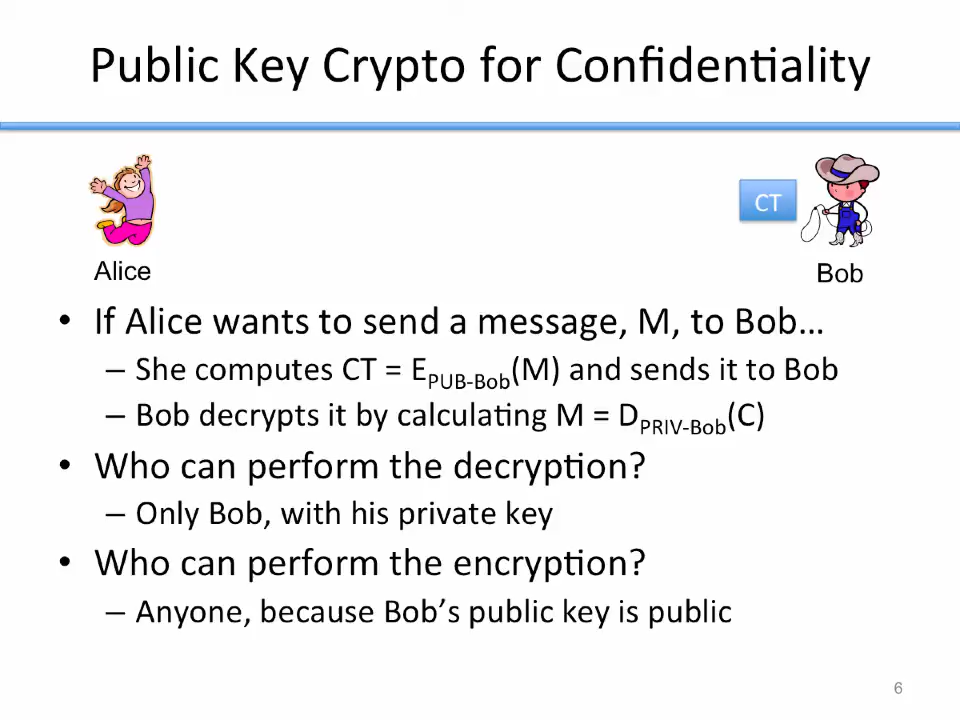 Public Key Crypto for Confidentiality
CT
Alice
Bob
• If Alice wants to send a message, M, to Bob…
– She computes CT = E_PUB-Bob(M) and sends it to Bob
– Bob decrypts it by calculating M = D_PRIV-Bob(C)
• Who can perform the decryption?
– Only Bob, with his private key
• Who can perform the encryption?
– Anyone, because Bob’s public key is public
6